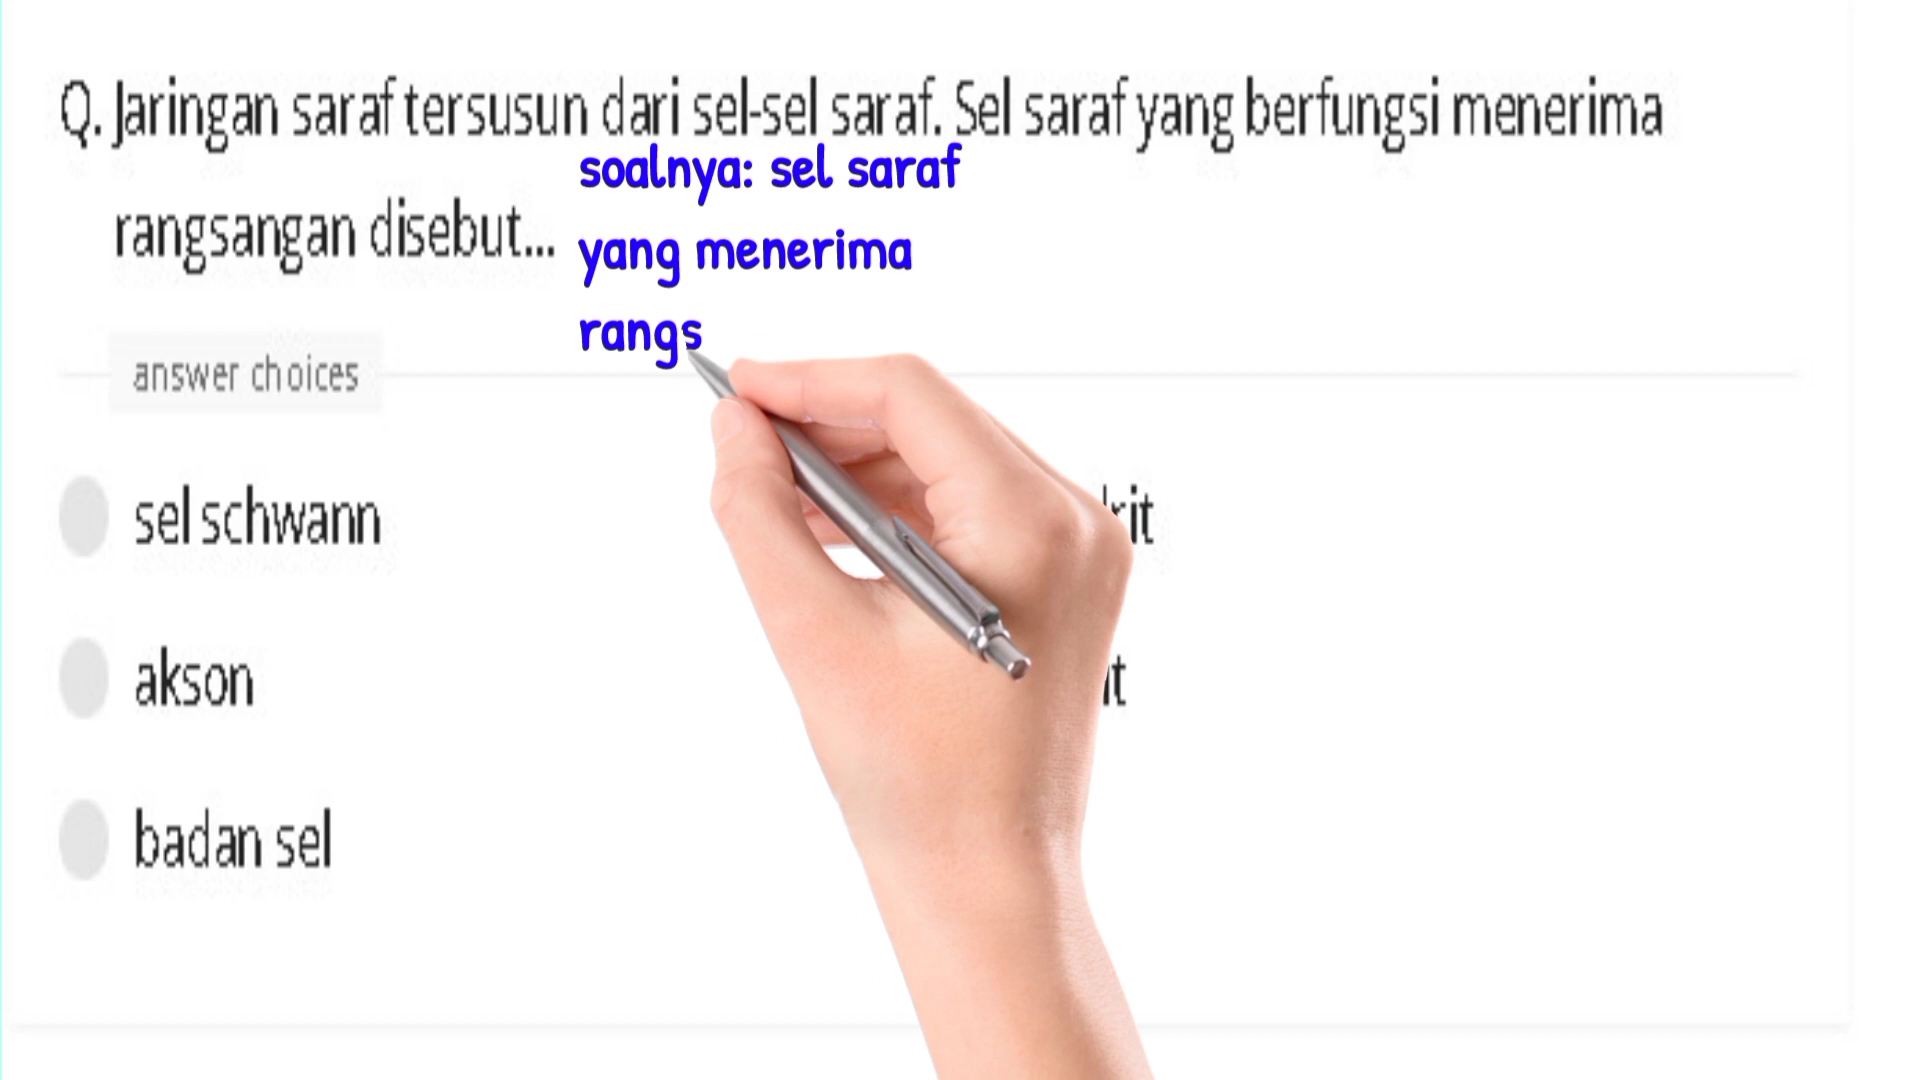 Q. Jaringan saraf tersusun dari sel-sel saraf. Sel saraf yang berfungsi menerima
rangsangan disebut...
soalnya: sel saraf
yang menerima
rangs
answer choices
sel schwann
akson
badan sel